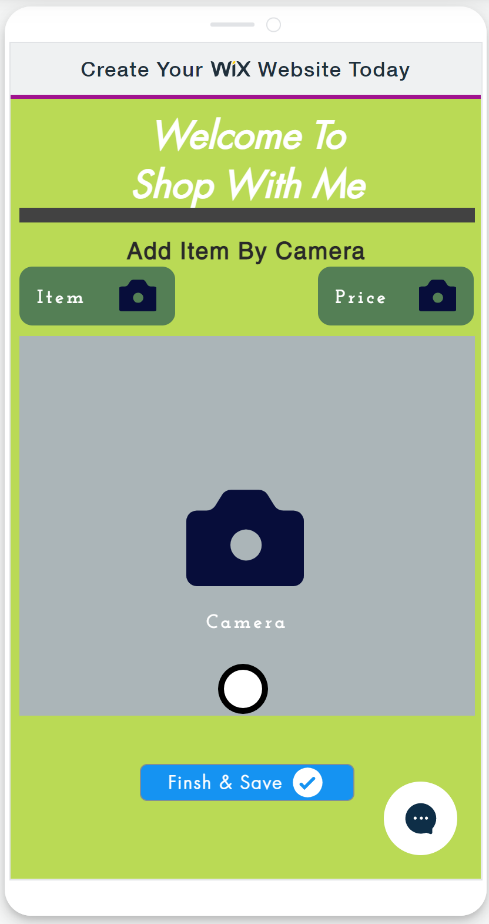 Create Your WiX Website Today
Welcome To
Shop With Me
Add Item By Camera
Item
Price
Camera
Finsh & Save